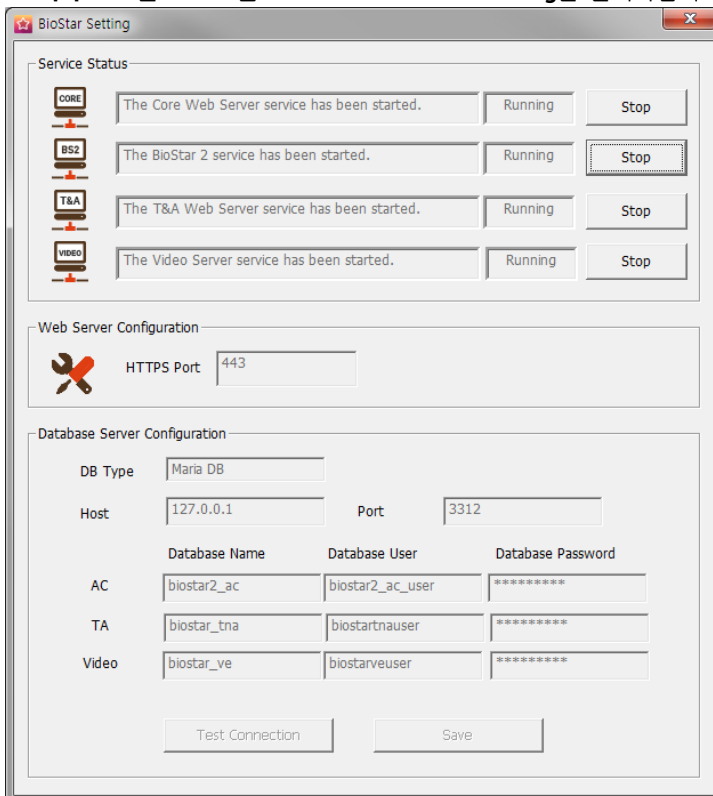 BioStar Setting
Service Status
CORE
The Core Web Server service has been started.
Running
Stop
BS2
The BioStar 2 service has been started.
Running
Stop
T&A
The T&A Web Server service has been started.
Running
Stop
VIDEO
The Video Server service has been started.
Running
Stop
Web Server Configuration
HTTPS Port 443
Database Server Configuration
DB Type Maria DB
Host 127.0.0.1 Port 3312
Database Name Database User Database Password
AC biostar2_ac biostar2_ac_user *********
TA biostar_tna biostartnauser *********
Video biostar_ve biostarveuser *********
Test Connection Save